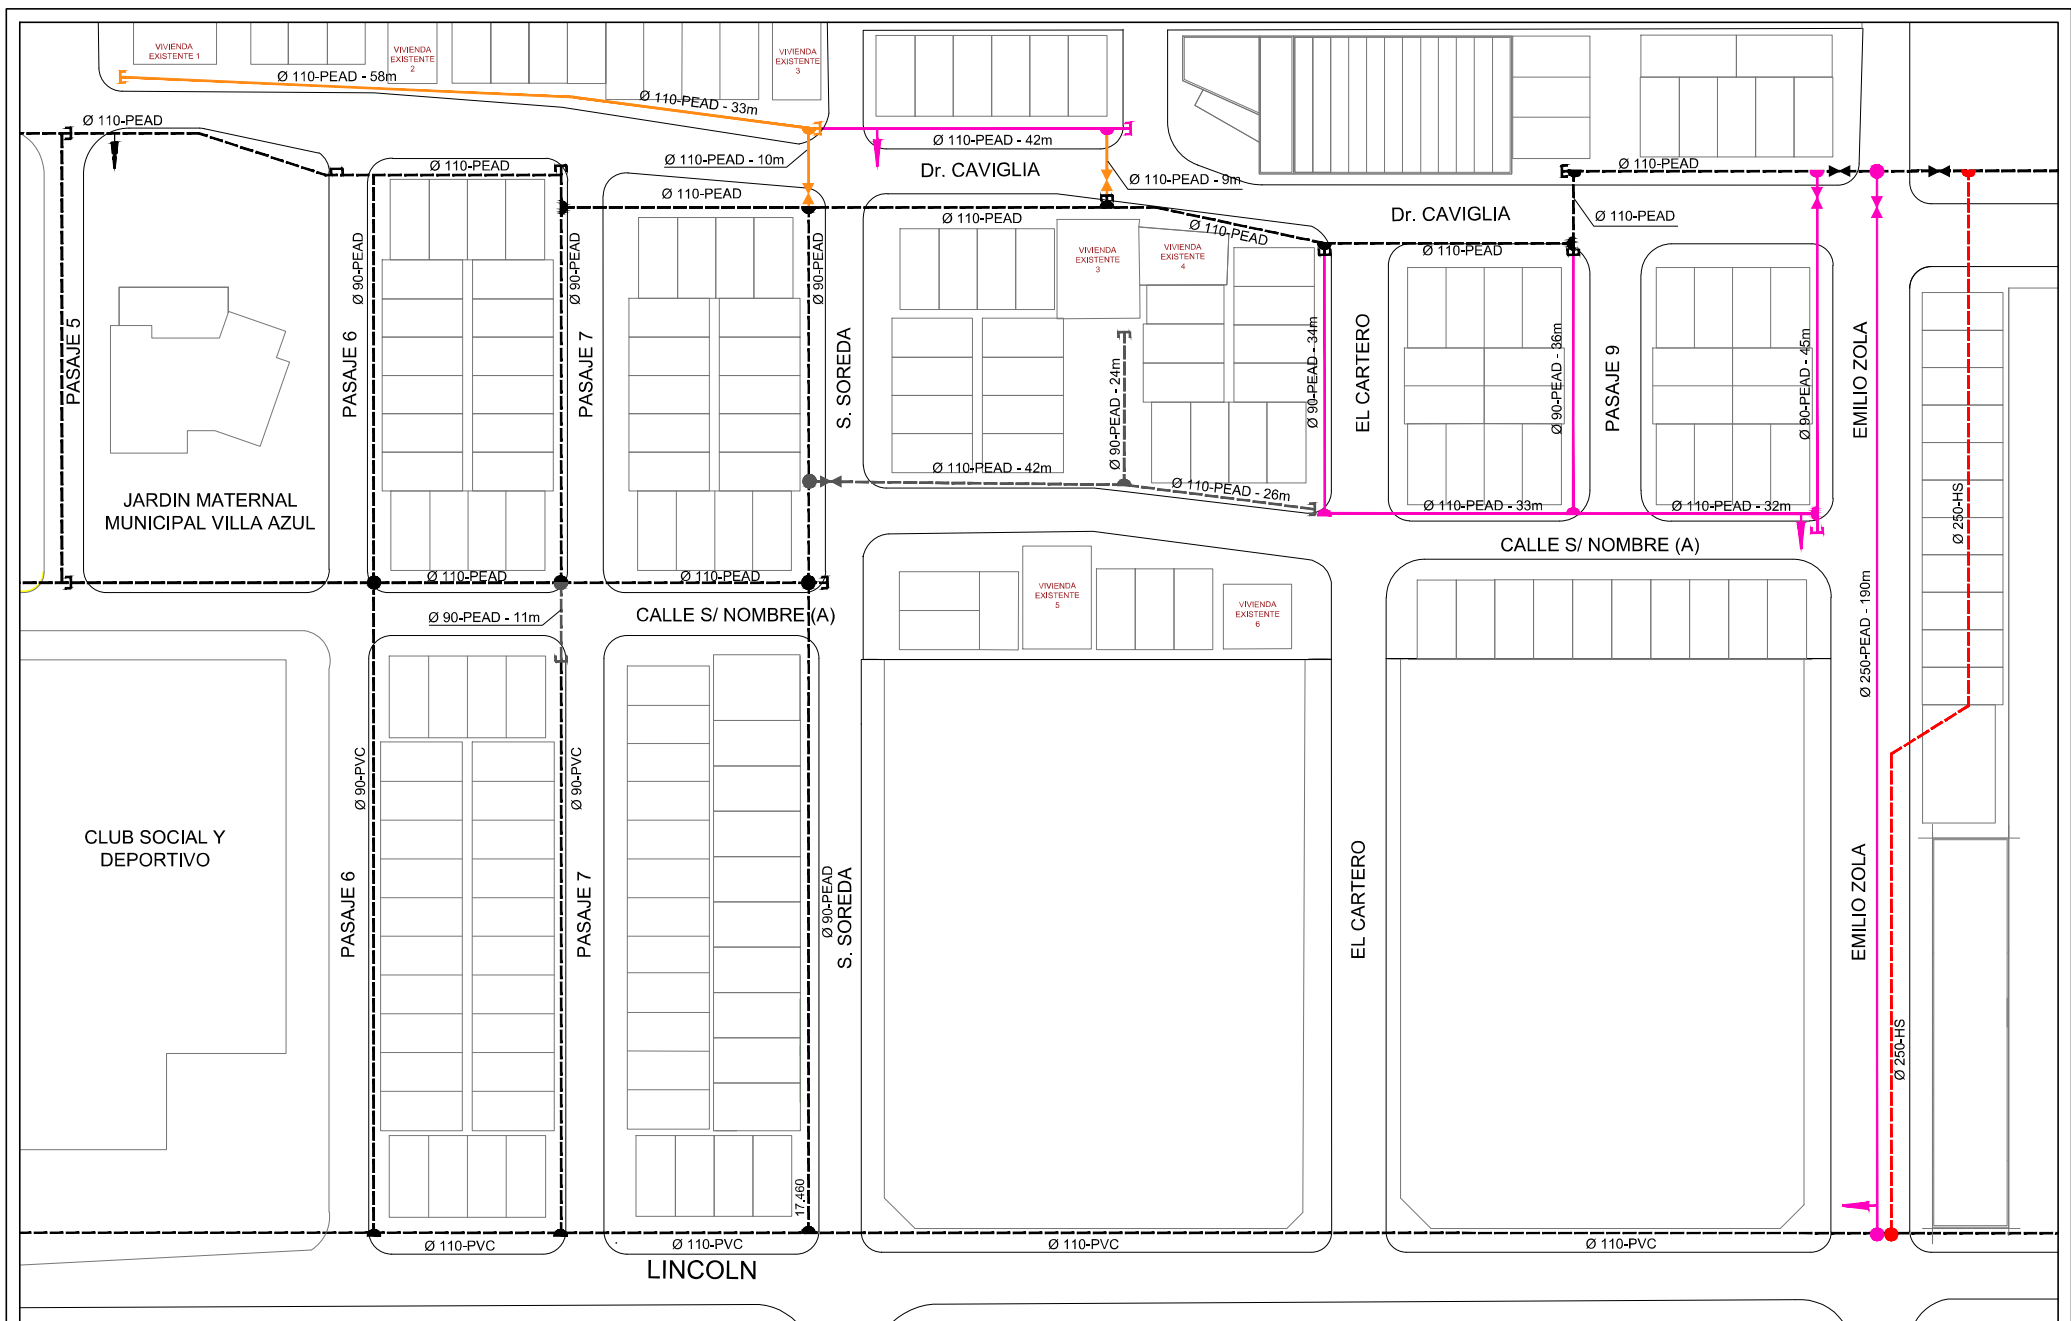 VIVIENDA
EXISTENTE 1
VIVIENDA
EXISTENTE
2
VIVIENDA
EXISTENTE
3
Ø 110-PEAD - 58m
Ø 110-PEAD - 33m
Ø 110-PEAD
Ø 110-PEAD
Ø 110-PEAD - 10m
Ø 110-PEAD - 42m
Dr. CAVIGLIA
Ø 110-PEAD - 9m
Ø 110-PEAD
Ø 110-PEAD
Ø 110-PEAD
Ø 110-PEAD
Dr. CAVIGLIA
Ø 110-PEAD
Ø 110-PEAD
Ø 110-PEAD
VIVIENDA
EXISTENTE
3
VIVIENDA
EXISTENTE
4
Ø 90-PEAD
Ø 90-PEAD
Ø 90-PEAD
PASAJE 5
PASAJE 6
PASAJE 7
S. SOREDA
Ø 90-PEAD - 24m
Ø 90-PEAD - 34m
EL CARTERO
Ø 90-PEAD - 36m
PASAJE 9
Ø 90-PEAD - 45m
EMILIO ZOLA
Ø 250-HS
JARDIN MATERNAL
MUNICIPAL VILLA AZUL
Ø 110-PEAD - 42m
Ø 110-PEAD - 26m
Ø 110-PEAD - 33m
Ø 110-PEAD - 32m
CALLE S/ NOMBRE (A)
Ø 110-PEAD
Ø 110-PEAD
Ø 90-PEAD - 11m
CALLE S/ NOMBRE (A)
VIVIENDA
EXISTENTE
5
VIVIENDA
EXISTENTE
6
Ø 250-PEAD - 190m
Ø 90-PVC
Ø 90-PVC
CLUB SOCIAL Y
DEPORTIVO
PASAJE 6
PASAJE 7
Ø 90-PEAD
S. SOREDA
EL CARTERO
EMILIO ZOLA
Ø 250-HS
17.460
Ø 110-PVC
Ø 110-PVC
Ø 110-PVC
Ø 110-PVC
LINCOLN